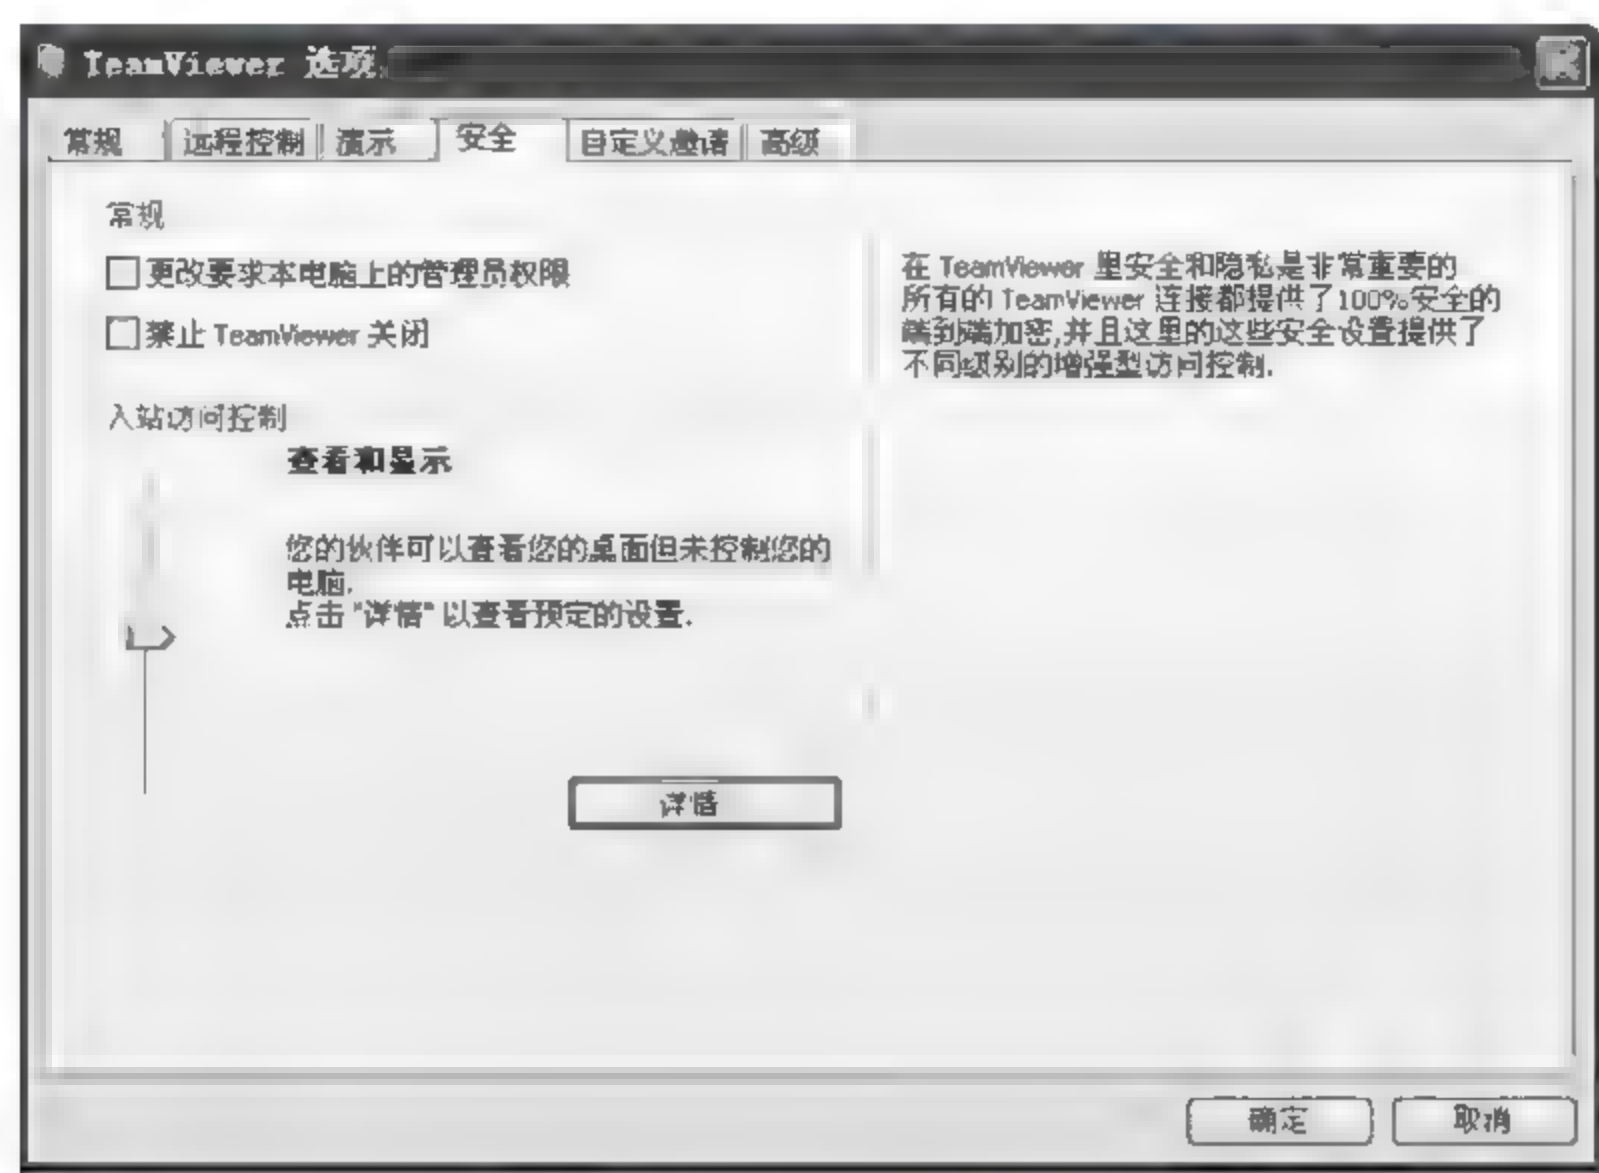 TeamViewer 选项
常规 远程控制 演示 安全 自定义邀请 高级
常规
更改要求本电脑上的管理员权限
禁止 TeamViewer 关闭
入站访问控制
查看和显示
您的伙伴可以查看您的桌面但未控制您的
电脑.
点击 "详情" 以查看预定的设置.
详情
在 TeamViewer 里安全和隐私是非常重要的
所有的 TeamViewer 连接都提供了100%安全的
端到端加密,并且这里的这些安全设置提供了
不同级别的增强型访问控制.
确定 取消